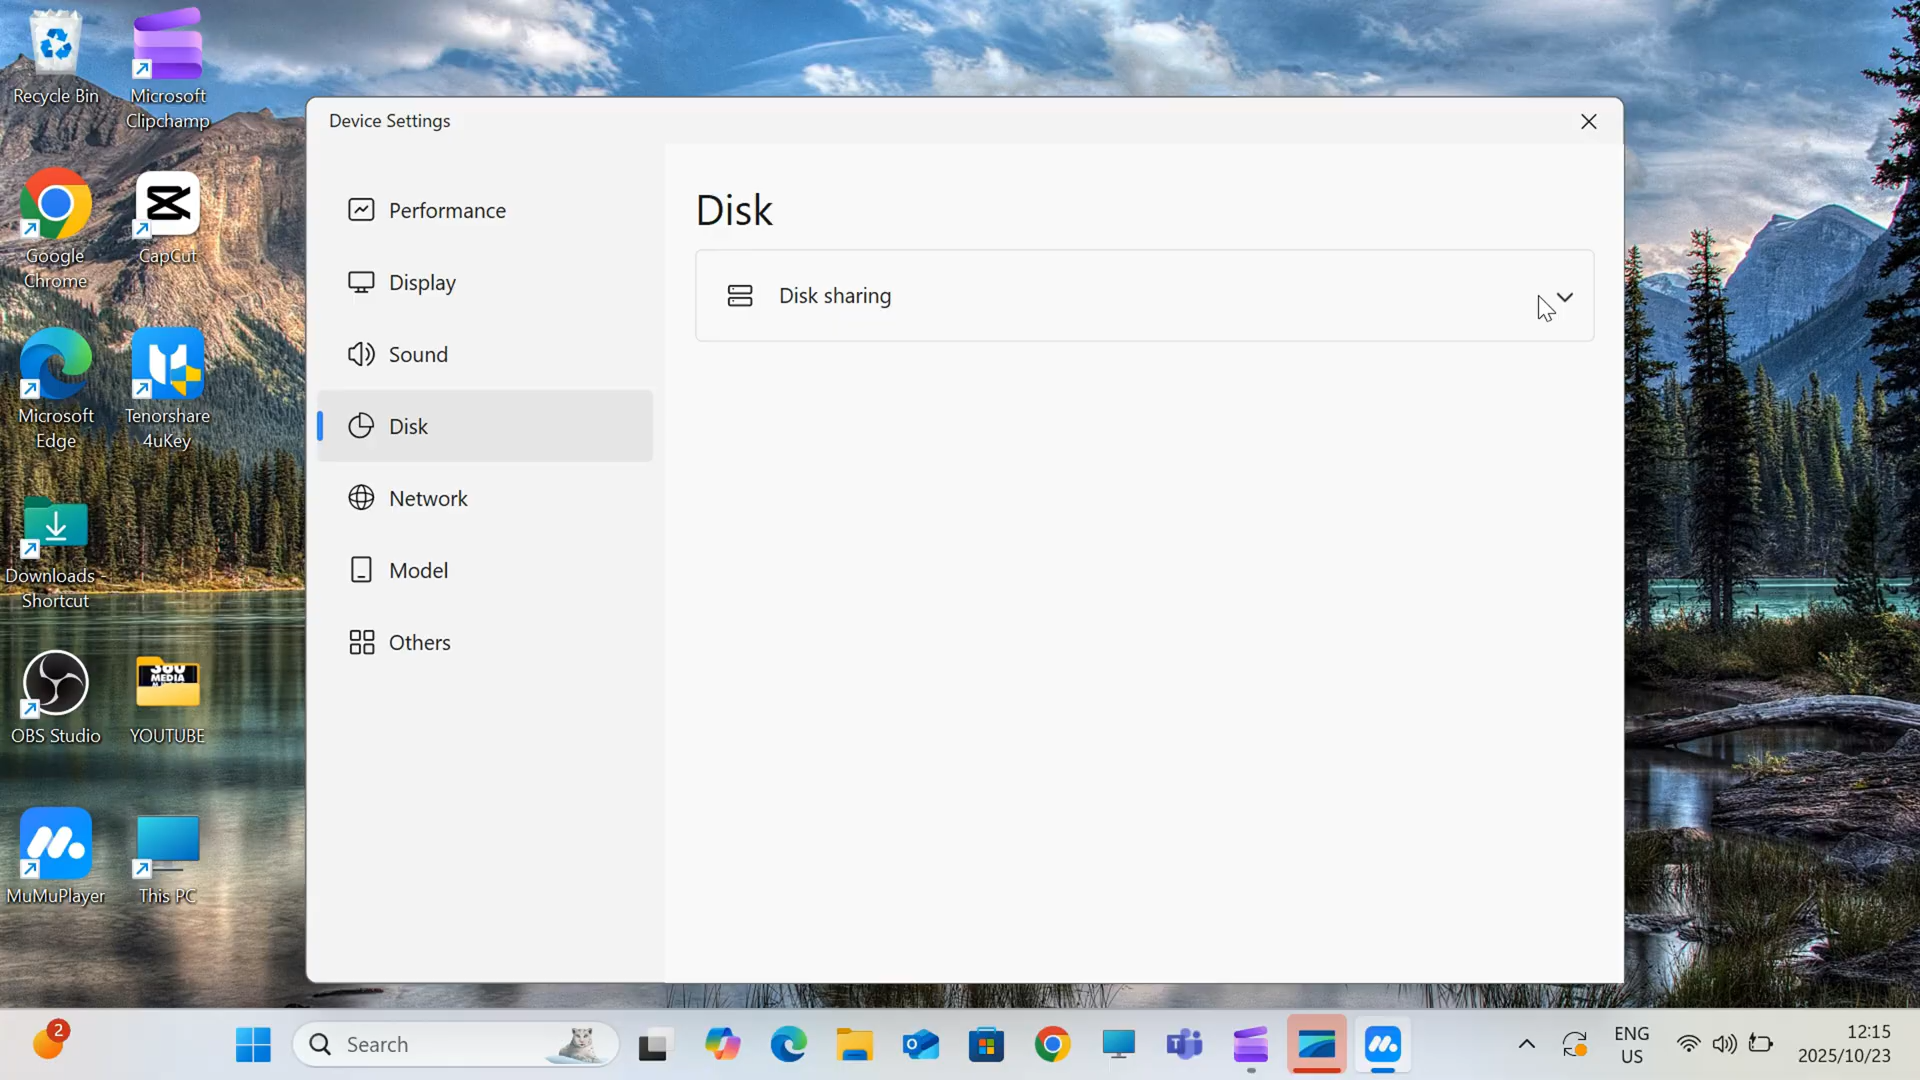 Recycle Bin
Microsoft
Clipchamp
Google
Chrome
CapCut
Microsoft
Edge
Tenorshare
4uKey
Downloads -
Shortcut
OBS Studio
360
MEDIA
YOUTUBE
MuMuPlayer
This PC
Device Settings
Performance
Display
Sound
Disk
Network
Model
Others
Disk
Disk sharing
2
Search
ENG
US
12:15
2025/10/23